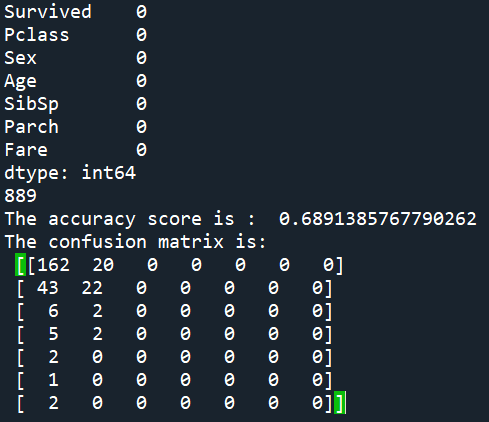 Survived    0
Pclass      0
Sex         0
Age         0
SibSp       0
Parch       0
Fare        0
dtype: int64
889
The accuracy score is :  0.6891385767790262
The confusion matrix is:
 [[162  20   0   0   0   0   0]
 [ 43  22   0   0   0   0   0]
 [  6   2   0   0   0   0   0]
 [  5   2   0   0   0   0   0]
 [  2   0   0   0   0   0   0]
 [  1   0   0   0   0   0   0]
 [  2   0   0   0   0   0   0]]